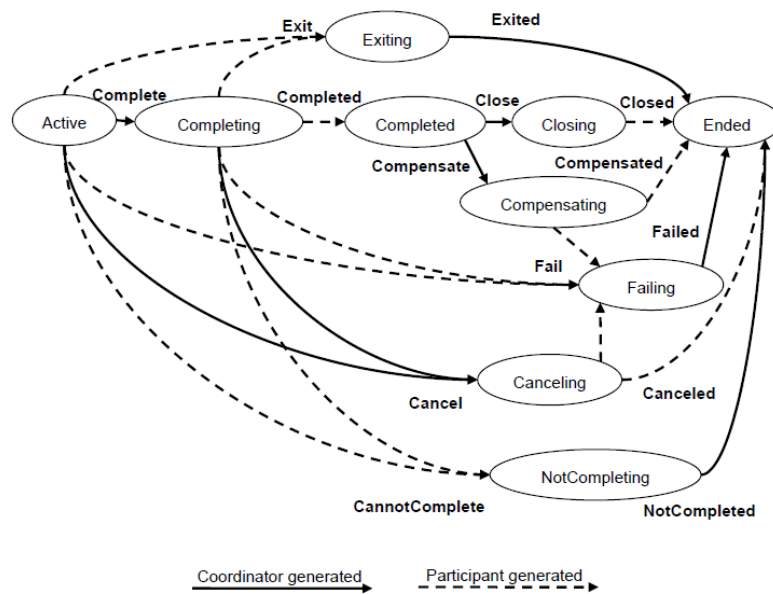 Exit
Exited
Exiting
Complete
Completed
Close
Closed
Active
Completing
Completed
Closing
Ended
Compensate
Compensated
Compensating
Failed
Fail
Failing
Canceling
Cancel
Canceled
NotCompleting
CannotComplete
NotCompleted
Coordinator generated
Participant generated